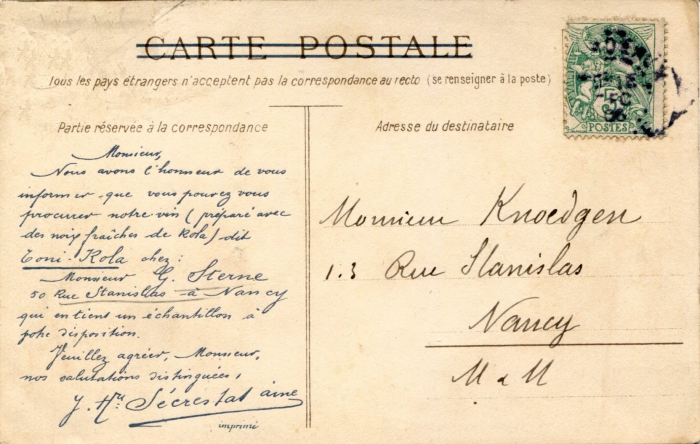 CARTE POSTALE
Tous les pays étrangers n'acceptent pas la correspondance au recto (se renseigner à la poste)
Partie réservée à la correspondance
Monsieur,
Nous avons l'honneur de vous
informer que vous pouvez vous
procurer notre vin (préparé avec
des noix fraîches de Kola) dit
Toni-Kola chez:
Monsieur G. Sterne
50 Rue Stanislas à Nancy
qui en tient un échantillon à
votre disposition.
Veuillez agréer, Monsieur,
nos salutations distinguées,
J. Hri Sécrestat aîné
imprimé
Adresse du destinataire
Monsieur Knoedgen
13 Rue Stanislas
Nancy
M & M
POSTES